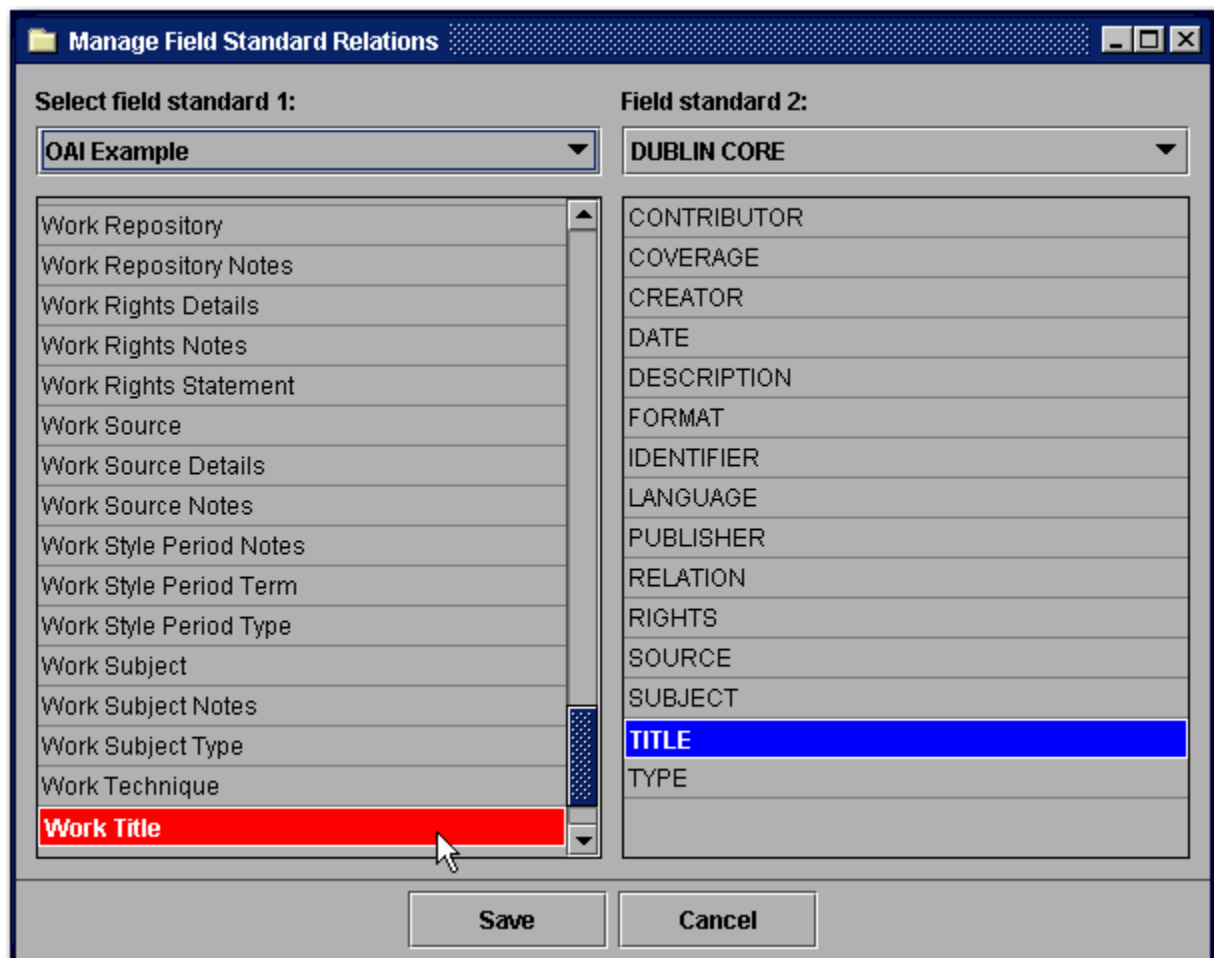 Manage Field Standard Relations
Select field standard 1:
Field standard 2:
OAI Example
DUBLIN CORE
Work Repository
Work Repository Notes
Work Rights Details
Work Rights Notes
Work Rights Statement
Work Source
Work Source Details
Work Source Notes
Work Style Period Notes
Work Style Period Term
Work Style Period Type
Work Subject
Work Subject Notes
Work Subject Type
Work Technique
Work Title
CONTRIBUTOR
COVERAGE
CREATOR
DATE
DESCRIPTION
FORMAT
IDENTIFIER
LANGUAGE
PUBLISHER
RELATION
RIGHTS
SOURCE
SUBJECT
TITLE
TYPE
Save
Cancel